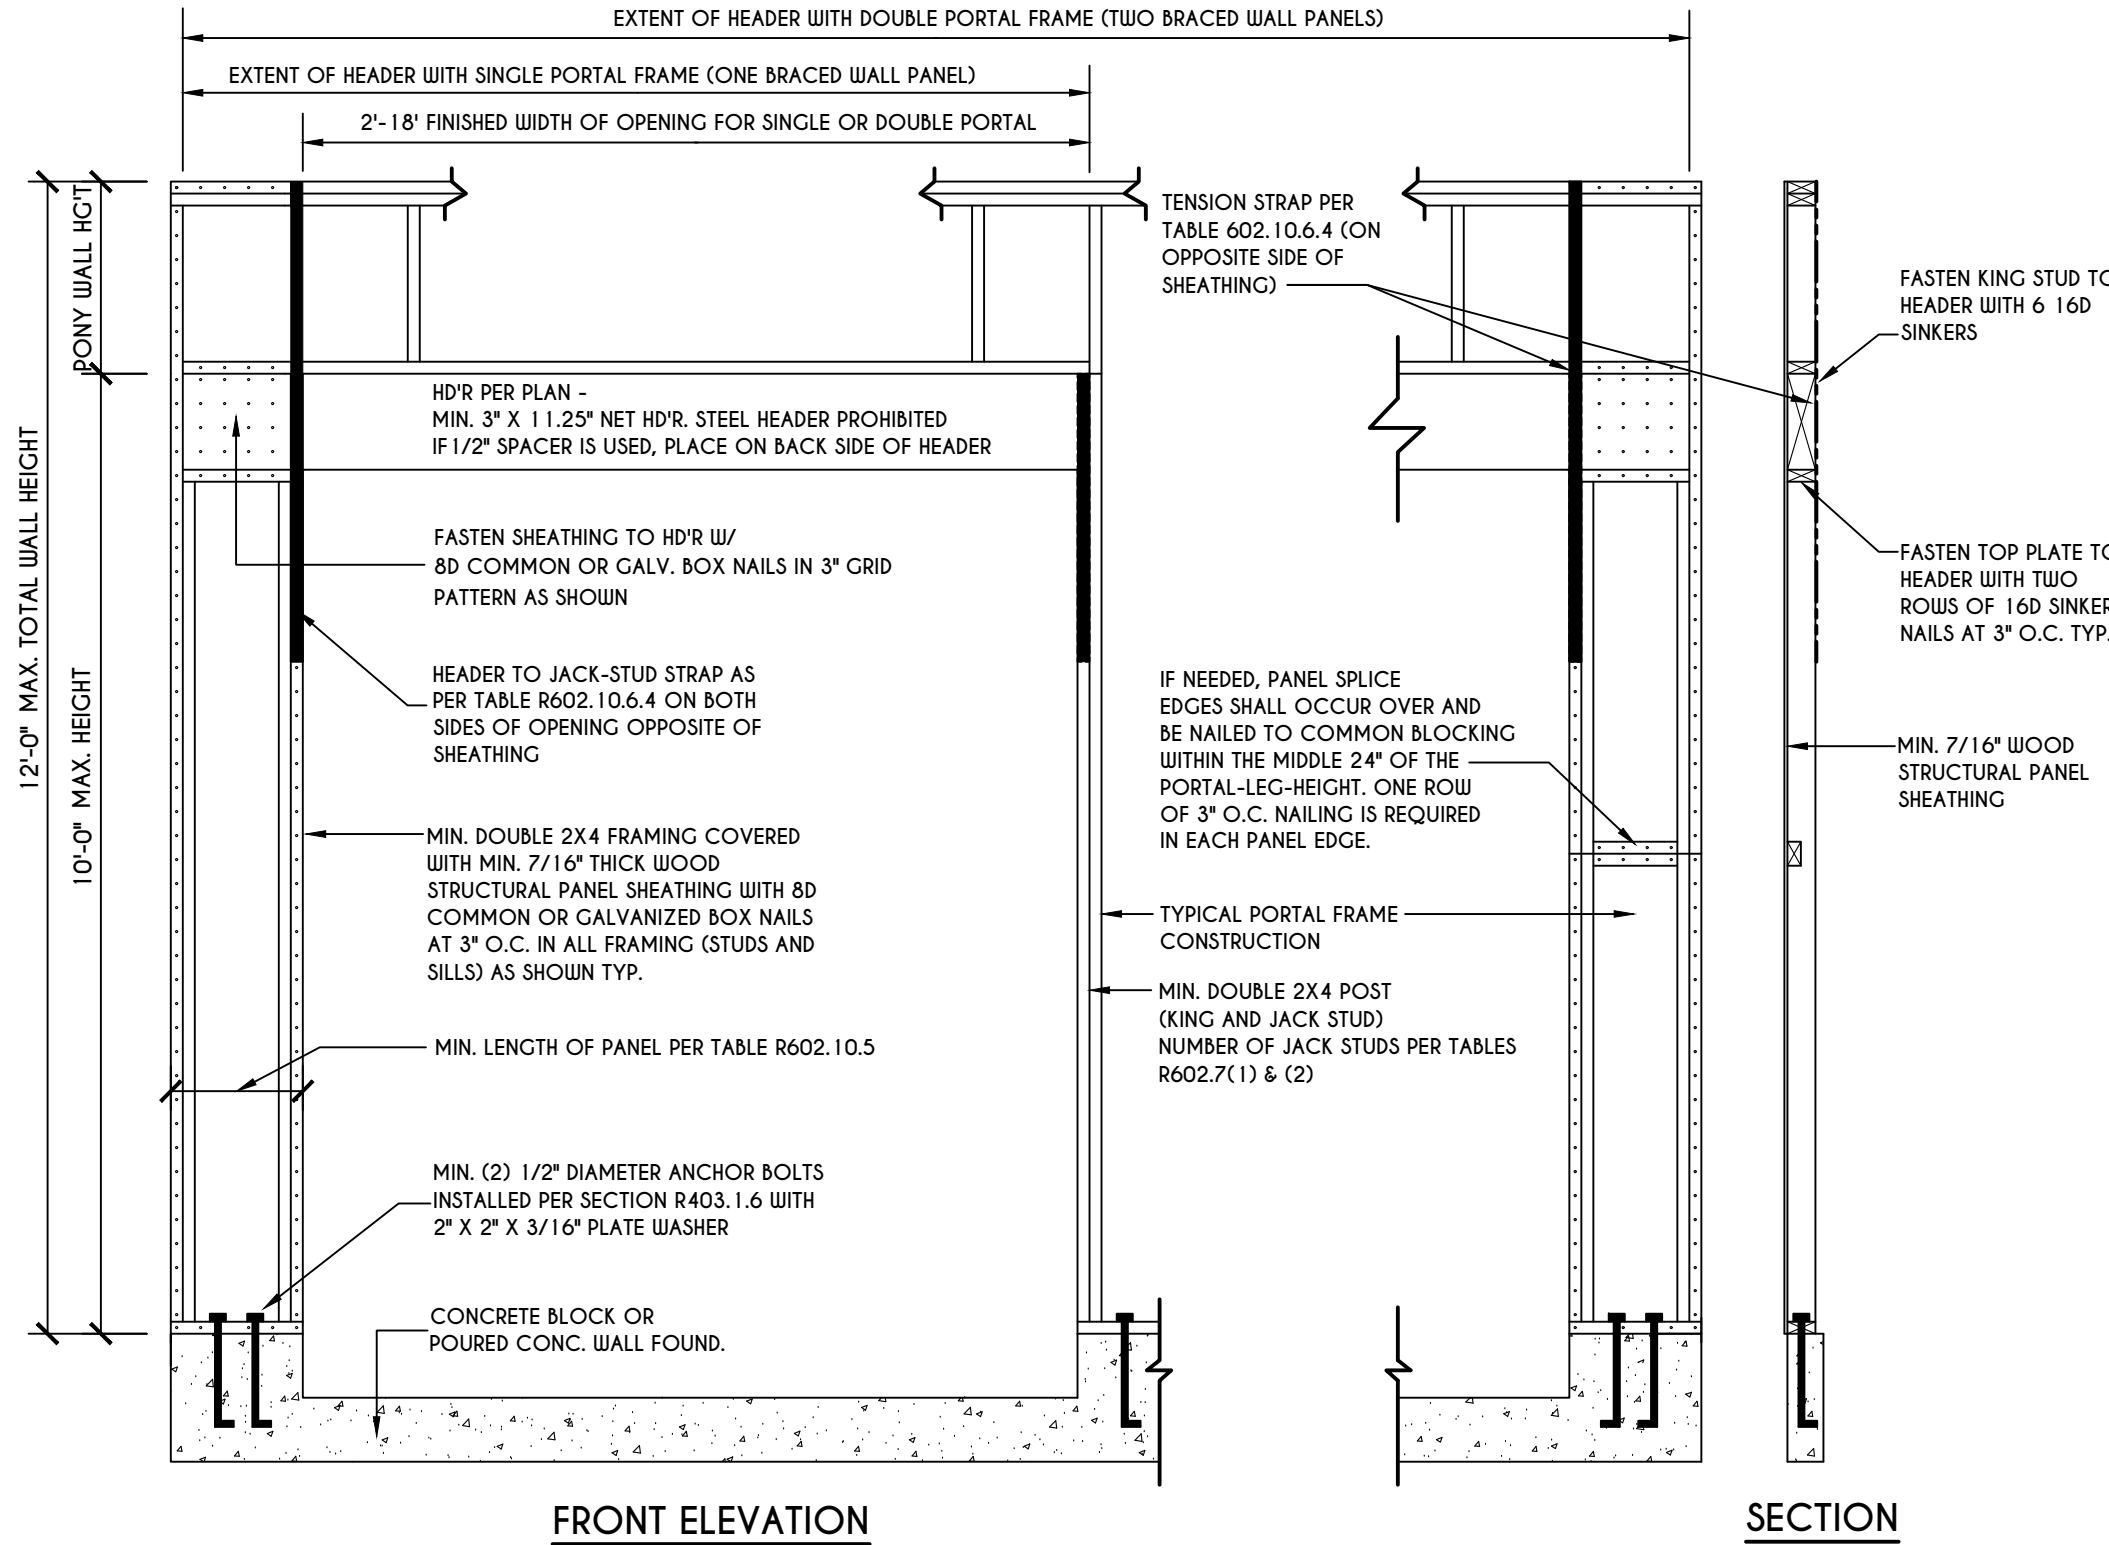 EXTENT OF HEADER WITH DOUBLE PORTAL FRAME (TWO BRACED WALL PANELS)
EXTENT OF HEADER WITH SINGLE PORTAL FRAME (ONE BRACED WALL PANEL)
2'-18' FINISHED WIDTH OF OPENING FOR SINGLE OR DOUBLE PORTAL
12'-0" MAX. TOTAL WALL HEIGHT
PONY WALL HG'T
10'-0" MAX. HEIGHT
HD'R PER PLAN -
MIN. 3" X 11.25" NET HD'R. STEEL HEADER PROHIBITED
IF 1/2" SPACER IS USED, PLACE ON BACK SIDE OF HEADER
FASTEN SHEATHING TO HD'R W/
8D COMMON OR GALV. BOX NAILS IN 3" GRID
PATTERN AS SHOWN
HEADER TO JACK-STUD STRAP AS
PER TABLE R602.10.6.4 ON BOTH
SIDES OF OPENING OPPOSITE OF
SHEATHING
MIN. DOUBLE 2X4 FRAMING COVERED
WITH MIN. 7/16" THICK WOOD
STRUCTURAL PANEL SHEATHING WITH 8D
COMMON OR GALVANIZED BOX NAILS
AT 3" O.C. IN ALL FRAMING (STUDS AND
SILLS) AS SHOWN TYP.
MIN. LENGTH OF PANEL PER TABLE R602.10.5
MIN. (2) 1/2" DIAMETER ANCHOR BOLTS
INSTALLED PER SECTION R403.1.6 WITH
2" X 2" X 3/16" PLATE WASHER
CONCRETE BLOCK OR
POURED CONC. WALL FOUND.
TENSION STRAP PER
TABLE 602.10.6.4 (ON
OPPOSITE SIDE OF
SHEATHING)
IF NEEDED, PANEL SPLICE
EDGES SHALL OCCUR OVER AND
BE NAILED TO COMMON BLOCKING
WITHIN THE MIDDLE 24" OF THE
PORTAL-LEG-HEIGHT. ONE ROW
OF 3" O.C. NAILING IS REQUIRED
IN EACH PANEL EDGE.
TYPICAL PORTAL FRAME
CONSTRUCTION
MIN. DOUBLE 2X4 POST
(KING AND JACK STUD)
NUMBER OF JACK STUDS PER TABLES
R602.7(1) & (2)
FASTEN KING STUD TO
HEADER WITH 6 16D
SINKERS
FASTEN TOP PLATE TO
HEADER WITH TWO
ROWS OF 16D SINKER
NAILS AT 3" O.C. TYP.
MIN. 7/16" WOOD
STRUCTURAL PANEL
SHEATHING
FRONT ELEVATION
SECTION